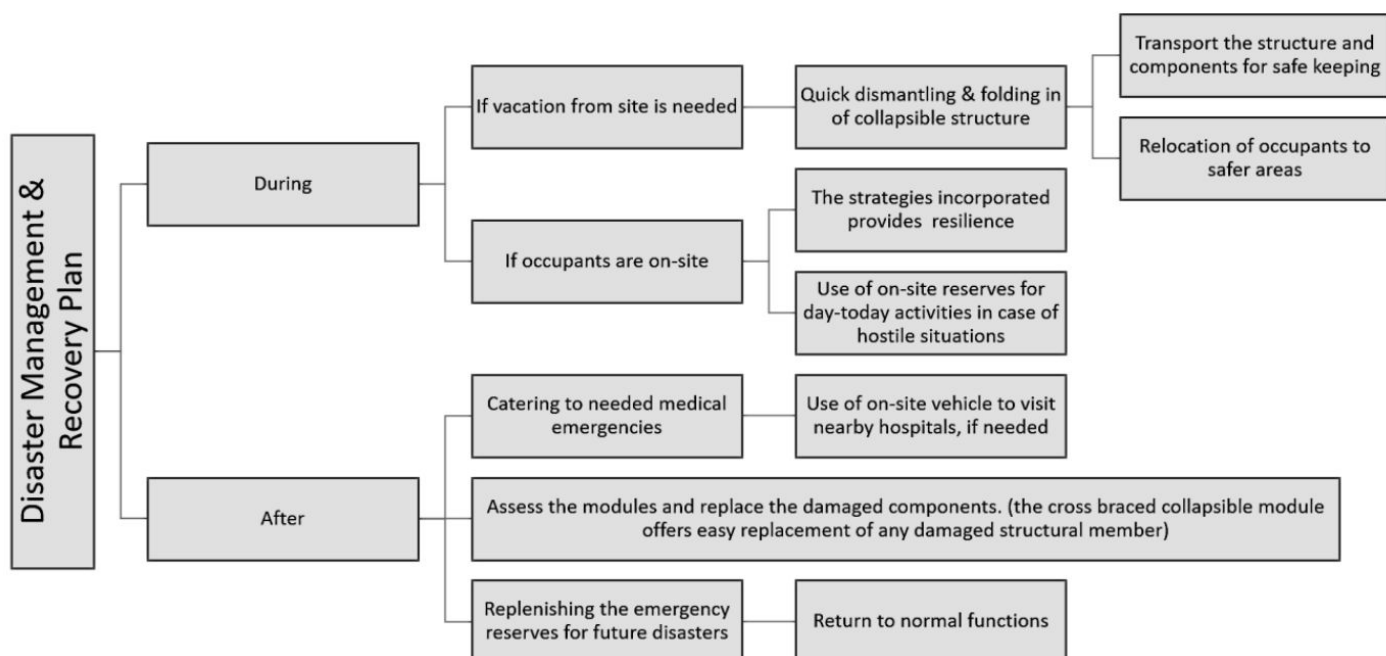 Disaster Management &
Recovery Plan
During
If vacation from site is needed
Quick dismantling & folding in
of collapsible structure
Transport the structure and
components for safe keeping
Relocation of occupants to
safer areas
If occupants are on-site
The strategies incorporated
provides resilience
Use of on-site reserves for
day-today activities in case of
hostile situations
After
Catering to needed medical
emergencies
Use of on-site vehicle to visit
nearby hospitals, if needed
Assess the modules and replace the damaged components. (the cross braced collapsible module
offers easy replacement of any damaged structural member)
Replenishing the emergency
reserves for future disasters
Return to normal functions